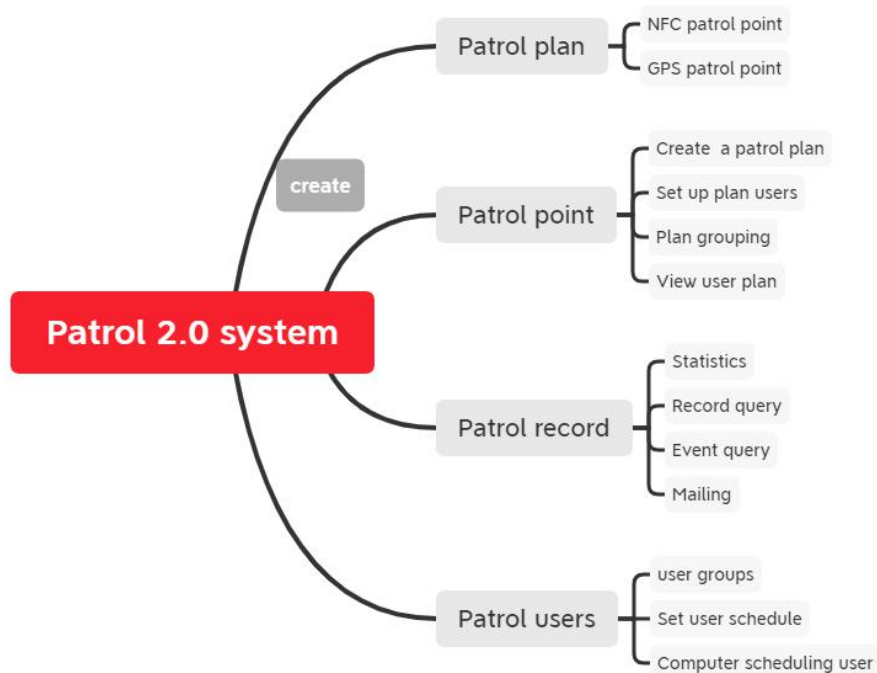 Patrol 2.0 system
create
Patrol plan
NFC patrol point
GPS patrol point
Patrol point
Create a patrol plan
Set up plan users
Plan grouping
View user plan
Patrol record
Statistics
Record query
Event query
Mailing
Patrol users
user groups
Set user schedule
Computer scheduling user